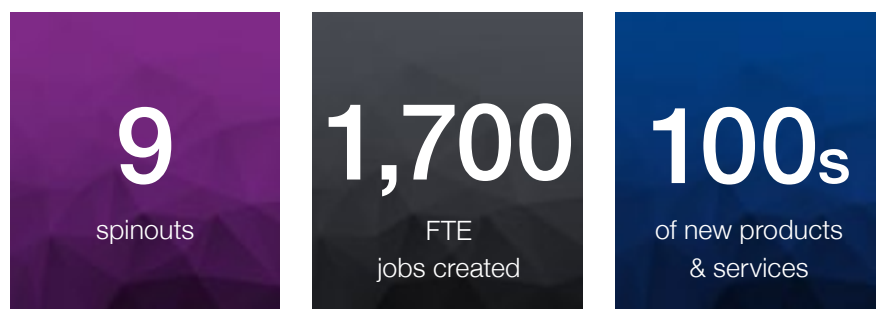 9
spinouts
1,700
FTE
jobs created
100s
of new products
& services